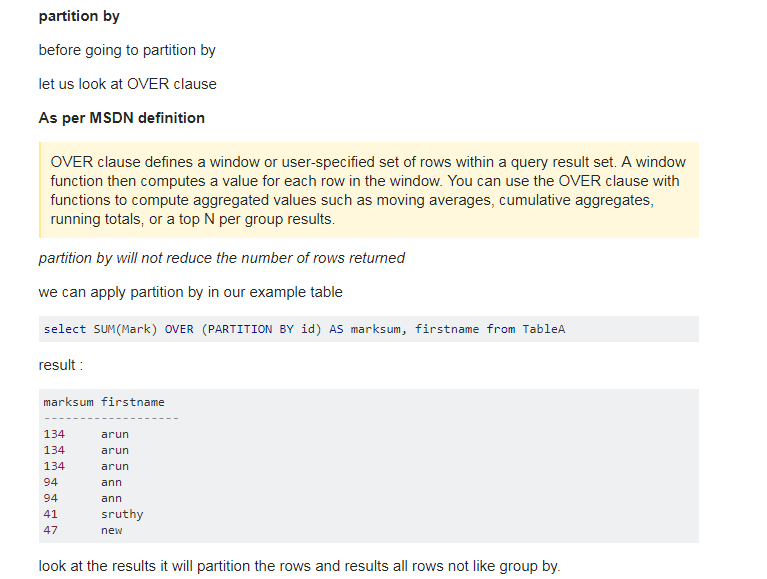 partition by
before going to partition by
let us look at OVER clause
As per MSDN definition
OVER clause defines a window or user-specified set of rows within a query result set. A window
function then computes a value for each row in the window. You can use the OVER clause with
functions to compute aggregated values such as moving averages, cumulative aggregates,
running totals, or a top N per group results.
partition by will not reduce the number of rows returned
we can apply partition by in our example table
select SUM(Mark) OVER (PARTITION BY id) AS marksum, firstname from TableA
result :
marksum firstname
-------------------
134     arun
134     arun
134     arun
94      ann
94      ann
41      sruthy
47      new
look at the results it will partition the rows and results all rows not like group by.